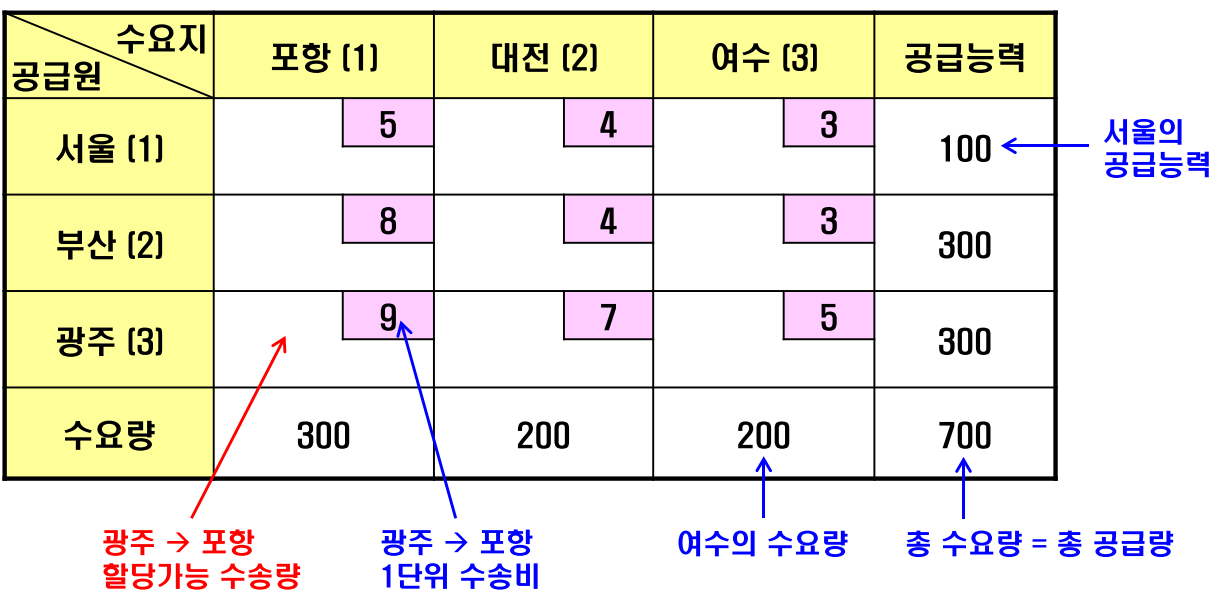 수요지
공급원
포항 (1)
대전 (2)
여수 (3)
공급능력
서울 (1)
5
4
3
100
서울의
공급능력
부산 (2)
8
4
3
300
광주 (3)
9
7
5
300
수요량
300
200
200
700
광주 → 포항
할당가능 수송량
광주 → 포항
1단위 수송비
여수의 수요량
총 수요량 = 총 공급량